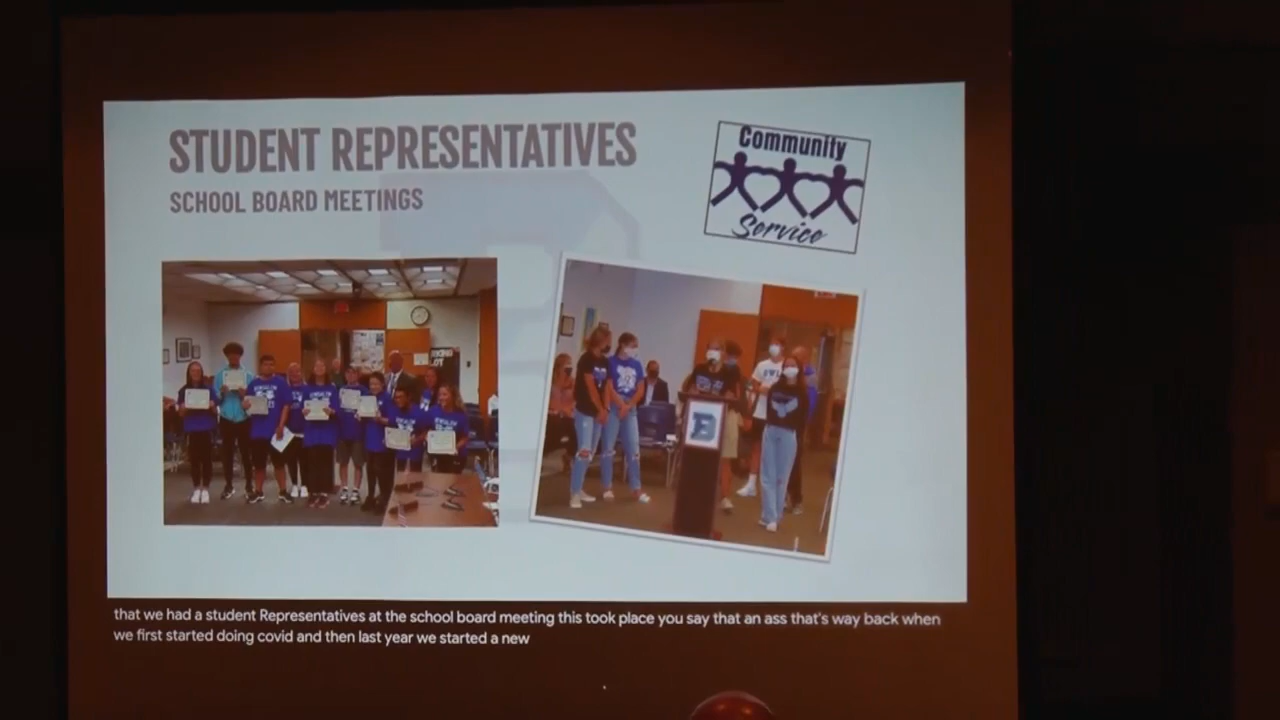 STUDENT REPRESENTATIVES
SCHOOL BOARD MEETINGS
Community
Service
B
that we had a student Representatives at the school board meeting this took place you say that an ass that's way back when
we first started doing covid and then last year we started a new